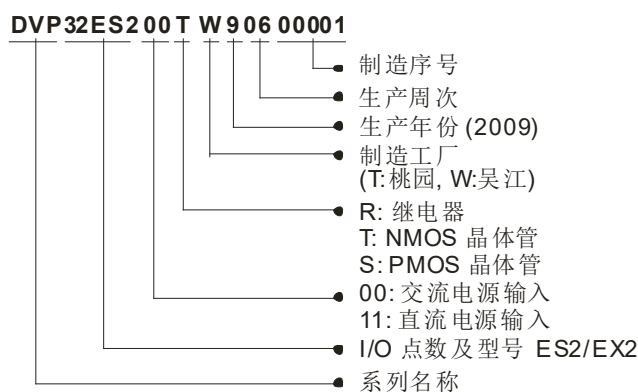 DVP32ES200TW9060001
制造序号
生产周次
生产年份(2009)
制造工厂
(T:桃园, W:吴江)
R: 继电器
T: NMOS 晶体管
S: PMOS 晶体管
00: 交流电源输入
11: 直流电源输入
I/O 点数及型号 ES2/EX2
系列名称